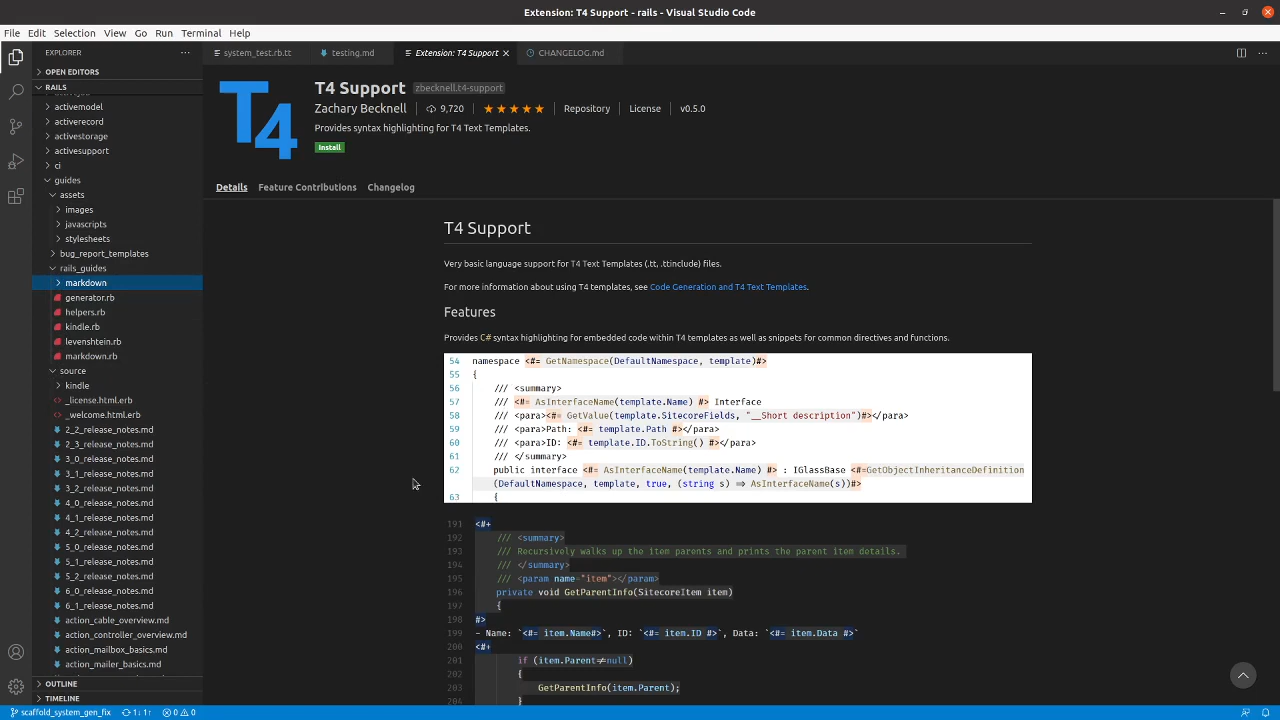 Extension: T4 Support - rails - Visual Studio Code
File Edit Selection View Go Run Terminal Help
EXPLORER
OPEN EDITORS
RAILS
activemodel
activerecord
activestorage
activesupport
ci
guides
assets
images
javascripts
stylesheets
bug_report_templates
rails_guides
markdown
generator.rb
helpers.rb
kindle.rb
levenshtein.rb
markdown.rb
source
kindle
_license.html.erb
_welcome.html.erb
2_2_release_notes.md
2_3_release_notes.md
3_0_release_notes.md
3_1_release_notes.md
3_2_release_notes.md
4_0_release_notes.md
4_1_release_notes.md
4_2_release_notes.md
5_0_release_notes.md
5_1_release_notes.md
5_2_release_notes.md
6_0_release_notes.md
6_1_release_notes.md
action_cable_overview.md
action_controller_overview.md
action_mailbox_basics.md
action_mailer_basics.md
OUTLINE
TIMELINE
system_test.rb.tt testing.md Extension: T4 Support CHANGELOG.md
T4
T4 Support zbecknell.t4-support
Zachary Becknell 9,720 Repository License v0.5.0
Provides syntax highlighting for T4 Text Templates.
Install
Details Feature Contributions Changelog
T4 Support
Very basic language support for T4 Text Templates (.tt, .ttinclude) files.
For more information about using T4 templates, see Code Generation and T4 Text Templates.
Features
Provides C# syntax highlighting for embedded code within T4 templates as well as snippets for common directives and functions.
54 namespace <#= GetNamespace(DefaultNamespace, template)#>
55 {
56 /// <summary>
57 /// <#= AsInterfaceName(template.Name) #> Interface
58 /// <para><#= GetValue(template.SitecoreFields, "__Short description")#></para>
59 /// <para>Path: <#= template.Path #></para>
60 /// <para>ID: <#= template.ID.ToString() #></para>
61 /// </summary>
62 public interface <#= AsInterfaceName(template.Name) #> : IGlassBase <#=GetObjectInheritanceDefinition
(DefaultNamespace, template, true, (string s) => AsInterfaceName(s))#>
63 {
191 <#+
192 /// <summary>
193 /// Recursively walks up the item parents and prints the parent item details.
194 /// </summary>
195 /// <param name="item"></param>
196 private void GetParentInfo(SitecoreItem item)
197 {
198 #>
199 - Name: `<#= item.Name#>`, ID: `<#= item.ID #>`, Data: `<#= item.Data #>`
200 <#+
201 if (item.Parent≠null)
202 {
203 GetParentInfo(item.Parent);
204 }
scaffold_system_gen_fix 1↓ 1↑ 0 0